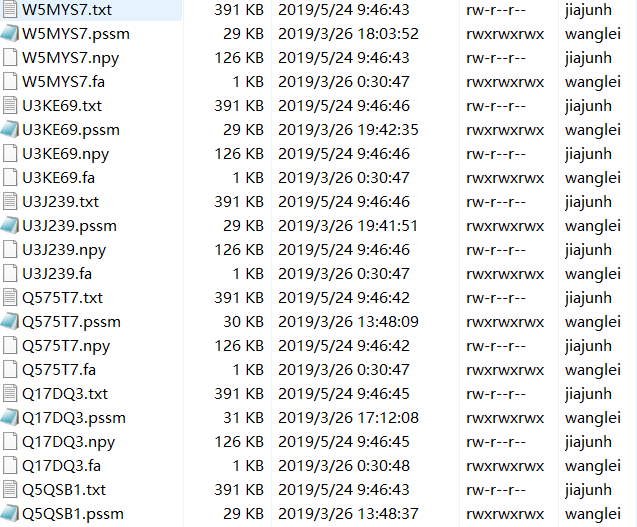 W5MYS7.txt 391 KB 2019/5/24 9:46:43 rw-r--r-- jiajunh
W5MYS7.pssm 29 KB 2019/3/26 18:03:52 rwxrwxrwx wanglei
W5MYS7.npy 126 KB 2019/5/24 9:46:43 rw-r--r-- jiajunh
W5MYS7.fa 1 KB 2019/3/26 0:30:47 rwxrwxrwx wanglei
U3KE69.txt 391 KB 2019/5/24 9:46:46 rw-r--r-- jiajunh
U3KE69.pssm 29 KB 2019/3/26 19:42:35 rwxrwxrwx wanglei
U3KE69.npy 126 KB 2019/5/24 9:46:46 rw-r--r-- jiajunh
U3KE69.fa 1 KB 2019/3/26 0:30:47 rwxrwxrwx wanglei
U3J239.txt 391 KB 2019/5/24 9:46:46 rw-r--r-- jiajunh
U3J239.pssm 29 KB 2019/3/26 19:41:51 rwxrwxrwx wanglei
U3J239.npy 126 KB 2019/5/24 9:46:46 rw-r--r-- jiajunh
U3J239.fa 1 KB 2019/3/26 0:30:47 rwxrwxrwx wanglei
Q575T7.txt 391 KB 2019/5/24 9:46:42 rw-r--r-- jiajunh
Q575T7.pssm 30 KB 2019/3/26 13:48:09 rwxrwxrwx wanglei
Q575T7.npy 126 KB 2019/5/24 9:46:42 rw-r--r-- jiajunh
Q575T7.fa 1 KB 2019/3/26 0:30:47 rwxrwxrwx wanglei
Q17DQ3.txt 391 KB 2019/5/24 9:46:45 rw-r--r-- jiajunh
Q17DQ3.pssm 31 KB 2019/3/26 17:12:08 rwxrwxrwx wanglei
Q17DQ3.npy 126 KB 2019/5/24 9:46:45 rw-r--r-- jiajunh
Q17DQ3.fa 1 KB 2019/3/26 0:30:48 rwxrwxrwx wanglei
Q5QSB1.txt 391 KB 2019/5/24 9:46:43 rw-r--r-- jiajunh
Q5QSB1.pssm 29 KB 2019/3/26 13:48:37 rwxrwxrwx wanglei